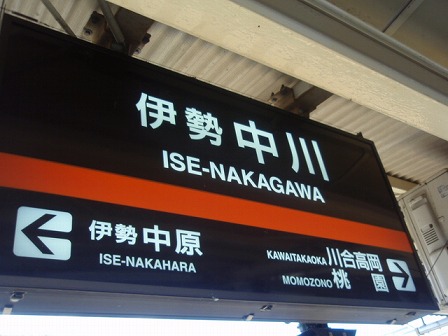 伊勢中川
ISE-NAKAGAWA
伊勢中原
ISE-NAKAHARA
KAWAITAKAOKA 川合高岡
MOMOZONO 桃園